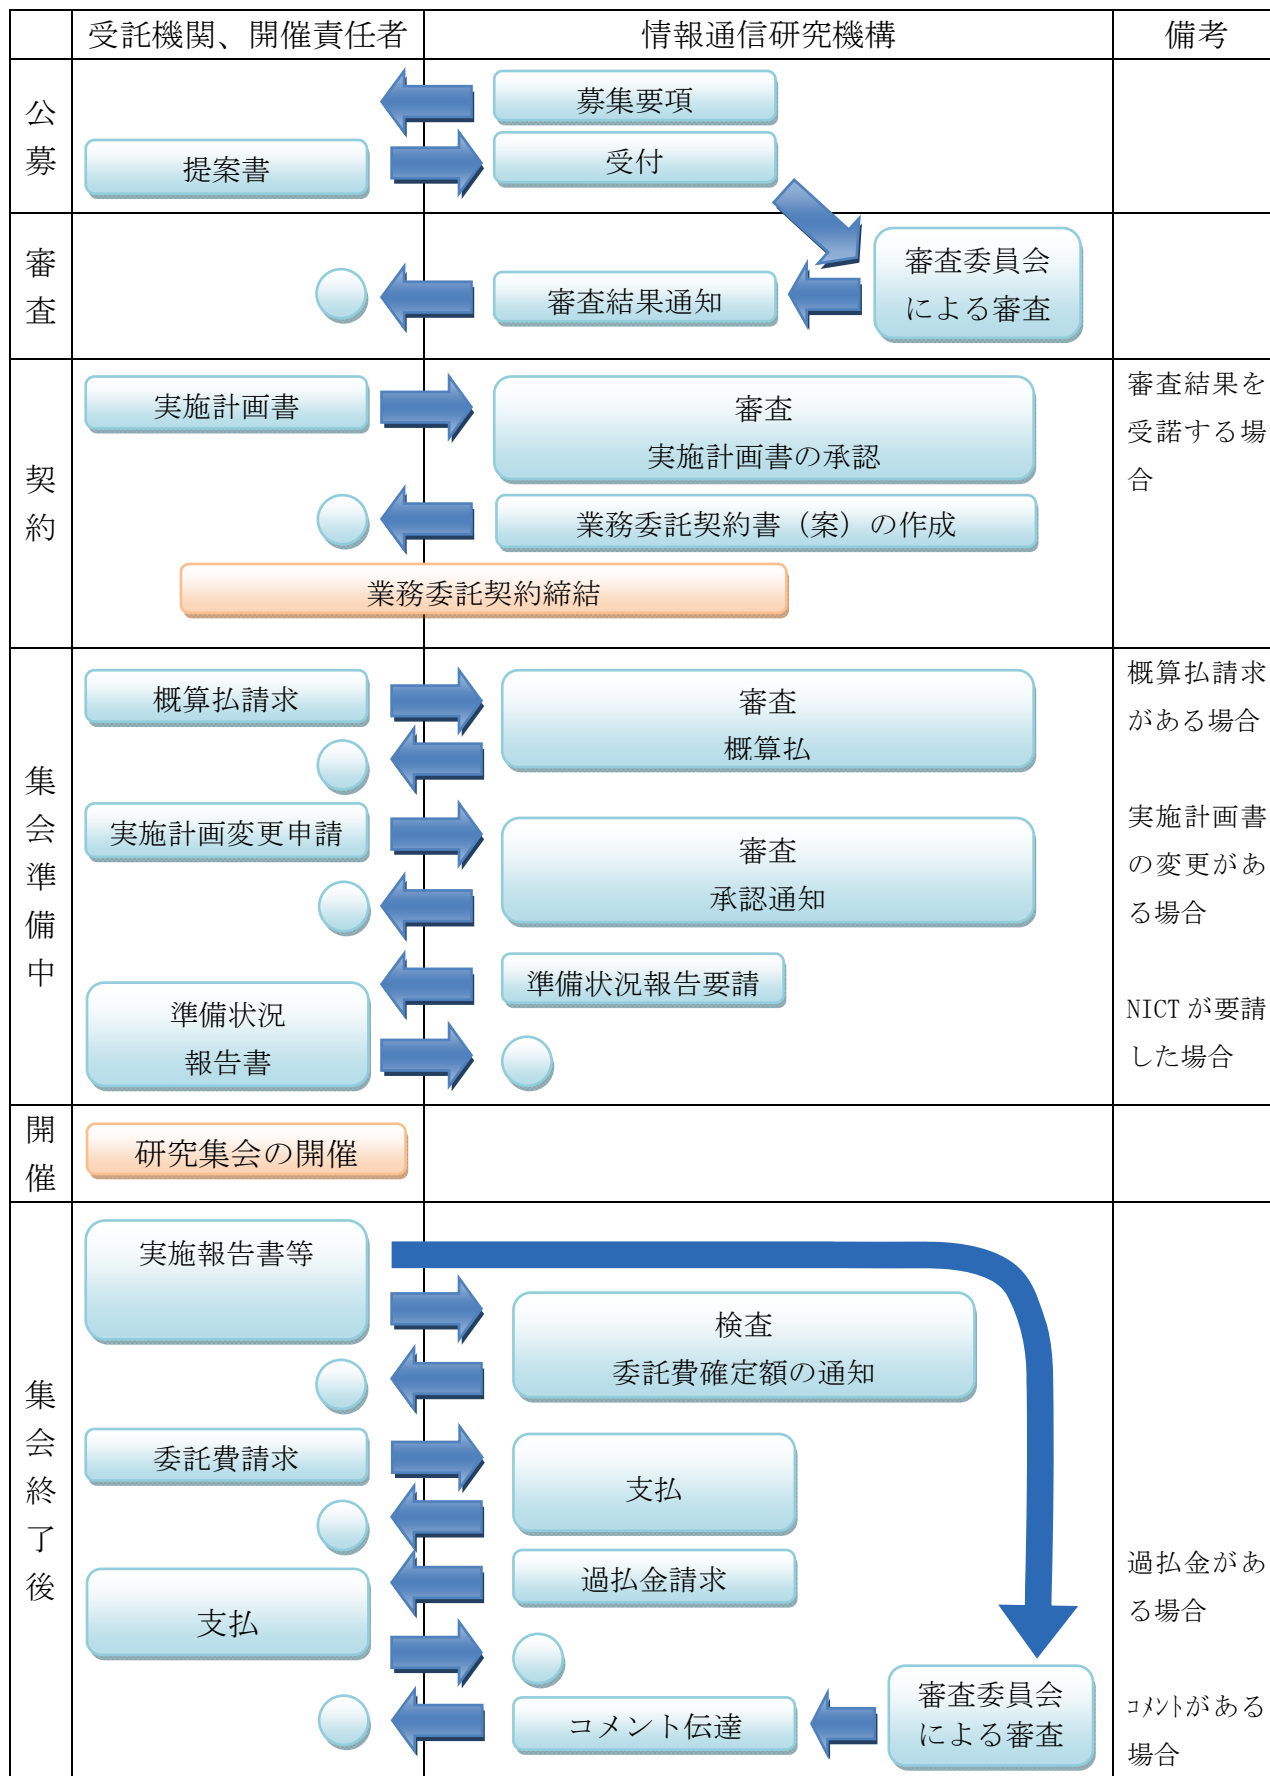 受託機関、開催責任者
情報通信研究機構
備考
公募
募集要項
提案書
受付
審査
審査委員会
による審査
審査結果通知
契約
実施計画書
審査
実施計画書の承認
審査結果を
受諾する場
合
業務委託契約書（案）の作成
業務委託契約締結
集会準備中
概算払請求
審査
概算払
概算払請求
がある場合
実施計画変更申請
審査
承認通知
実施計画書
の変更があ
る場合
準備状況報告要請
準備状況
報告書
NICTが要請
した場合
開催
研究集会の開催
集会終了後
実施報告書等
検査
委託費確定額の通知
委託費請求
支払
過払金請求
支払
過払金があ
る場合
審査委員会
による審査
コメント伝達
コメントがある
場合